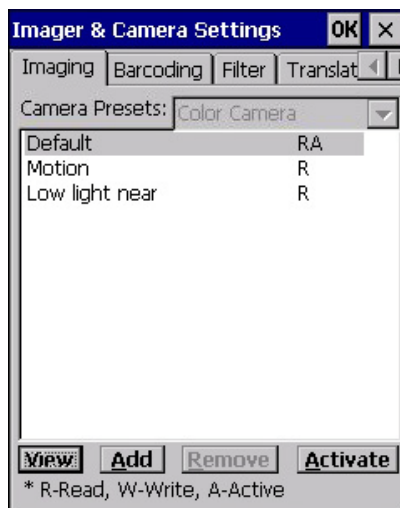 Imager & Camera Settings OK ×
Imaging Barcoding Filter Translat
Camera Presets: Color Camera
Default RA
Motion R
Low light near R
View Add Remove Activate
* R-Read, W-Write, A-Active